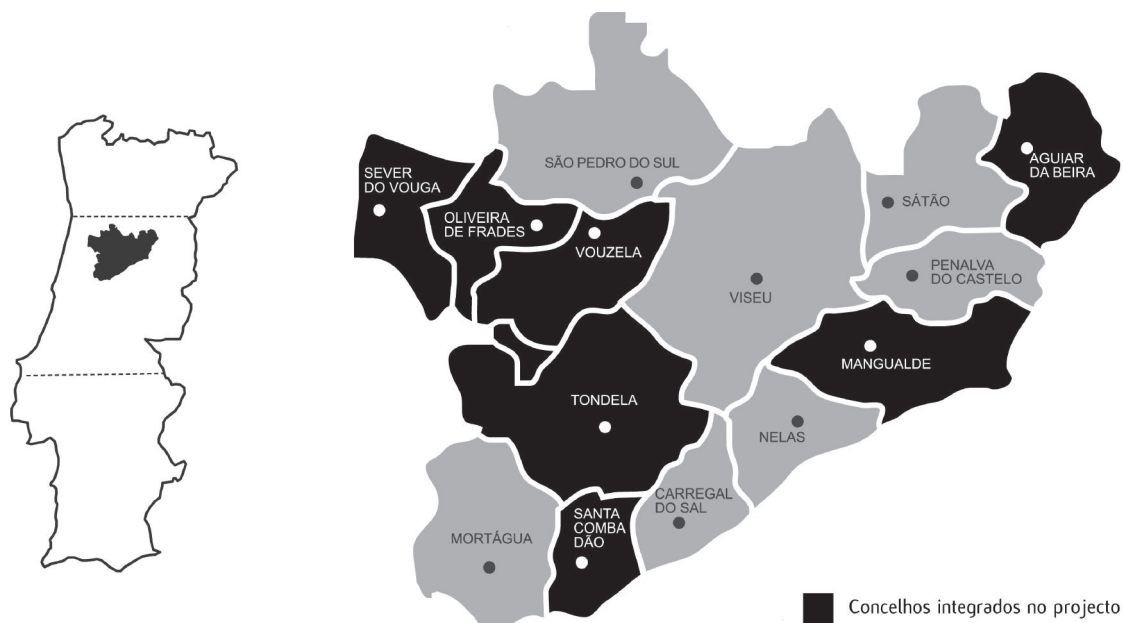 SÃO PEDRO DO SUL
SEVER
DO VOUGA
OLIVEIRA
DE FRADES
VOUZELA
VISEU
SÁTÃO
AGUIAR
DA BEIRA
PENALVA
DO CASTELO
MANGUALDE
TONDELA
NELAS
CARREGAL
DO SAL
SANTA
COMBA
DÃO
MORTÁGUA
Concelhos integrados no projecto